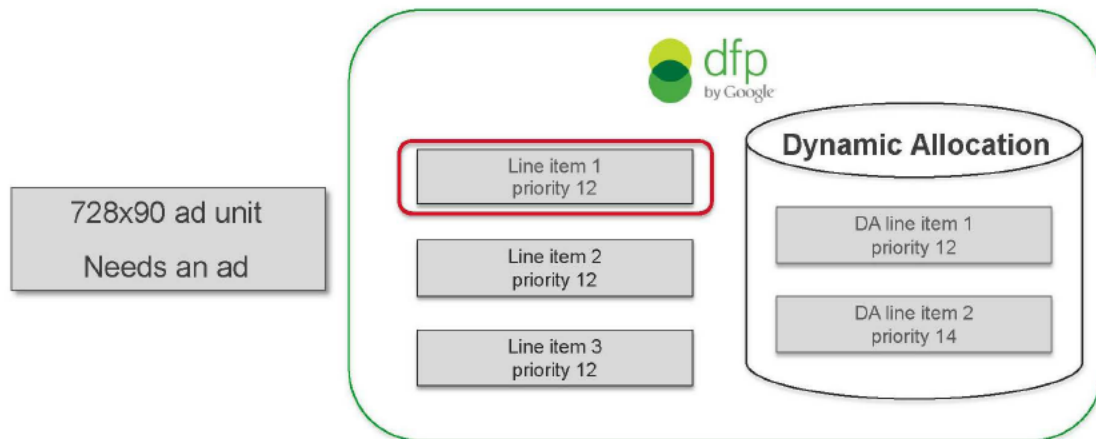 728x90 ad unit
Needs an ad
dfp
by Google
Line item 1
priority 12
Line item 2
priority 12
Line item 3
priority 12
Dynamic Allocation
DA line item 1
priority 12
DA line item 2
priority 14